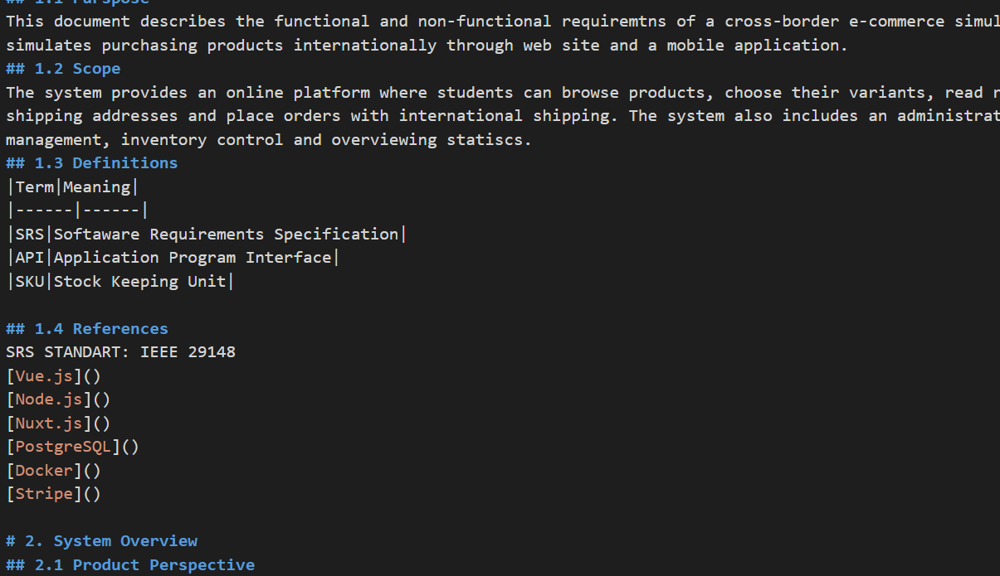 ## 1.1 Purpose
This document describes the functional and non-functional requiremtns of a cross-border e-commerce simul
simulates purchasing products internationally through web site and a mobile application.
## 1.2 Scope
The system provides an online platform where students can browse products, choose their variants, read r
shipping addresses and place orders with international shipping. The system also includes an administrat
management, inventory control and overviewing statiscs.
## 1.3 Definitions
|Term|Meaning|
|------|------|
|SRS|Softaware Requirements Specification|
|API|Application Program Interface|
|SKU|Stock Keeping Unit|
## 1.4 References
SRS STANDART: IEEE 29148
[Vue.js]()
[Node.js]()
[Nuxt.js]()
[PostgreSQL]()
[Docker]()
[Stripe]()
# 2. System Overview
## 2.1 Product Perspective